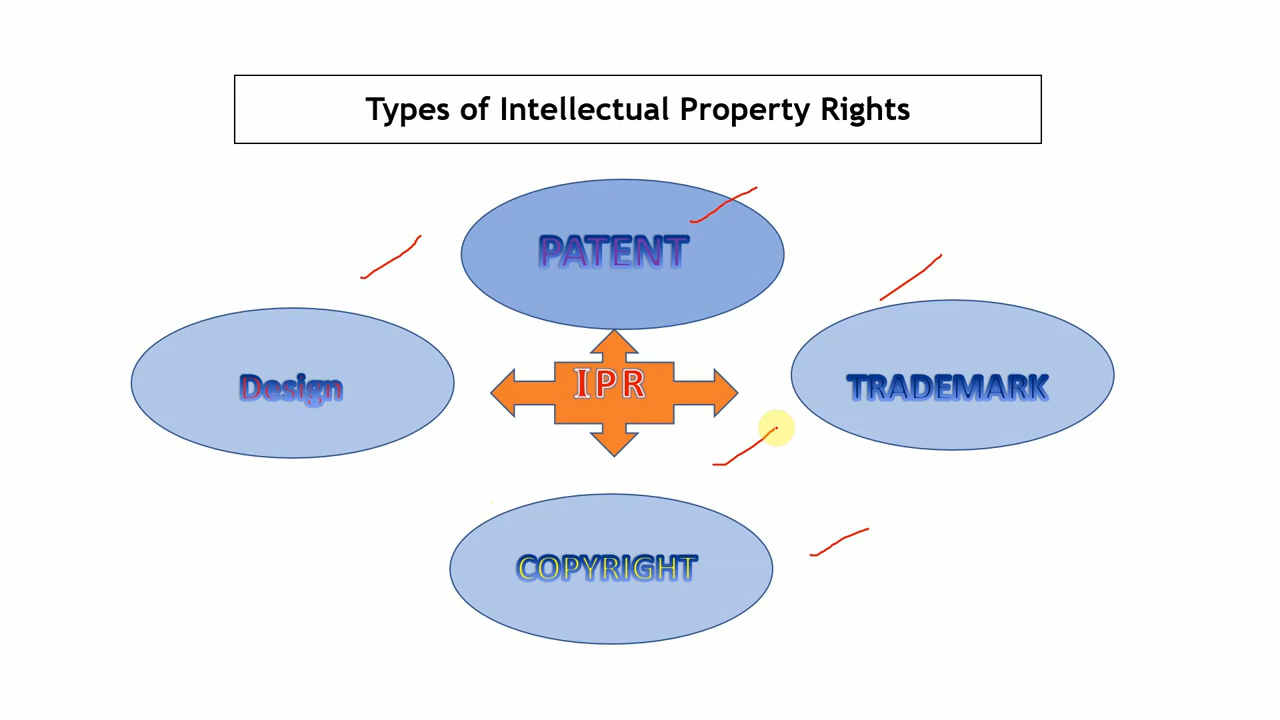 Types of Intellectual Property Rights
PATENT
Design
IPR
TRADEMARK
COPYRIGHT